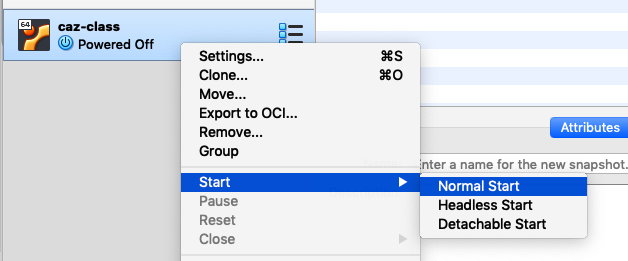 64
caz-class
Powered Off
Settings... ⌘S
Clone... ⌘O
Move...
Export to OCI...
Remove...
Group
Attributes
Enter a name for the new snapshot.
Start
Normal Start
Pause
Headless Start
Reset
Detachable Start
Close